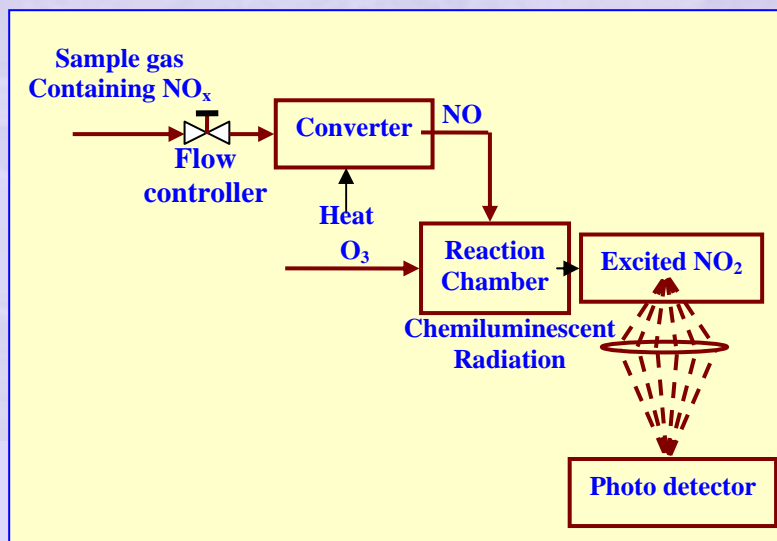 Sample gas
Containing NOₓ
Flow
controller
Converter
NO
Heat
O₃
Reaction
Chamber
Excited NO₂
Chemiluminescent
Radiation
Photo detector